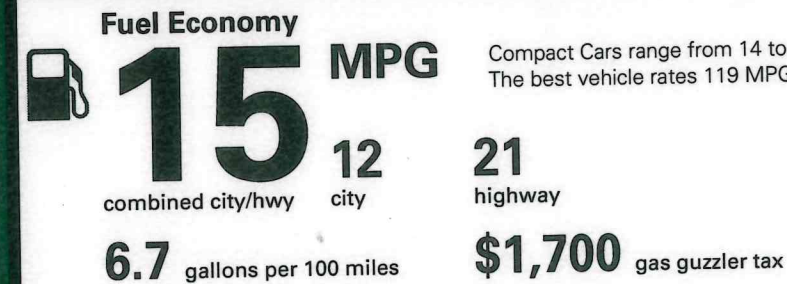 Fuel Economy
15 MPG
Compact Cars range from 14 to
The best vehicle rates 119 MPG
12
21
combined city/hwy
city
highway
6.7 gallons per 100 miles
$1,700 gas guzzler tax